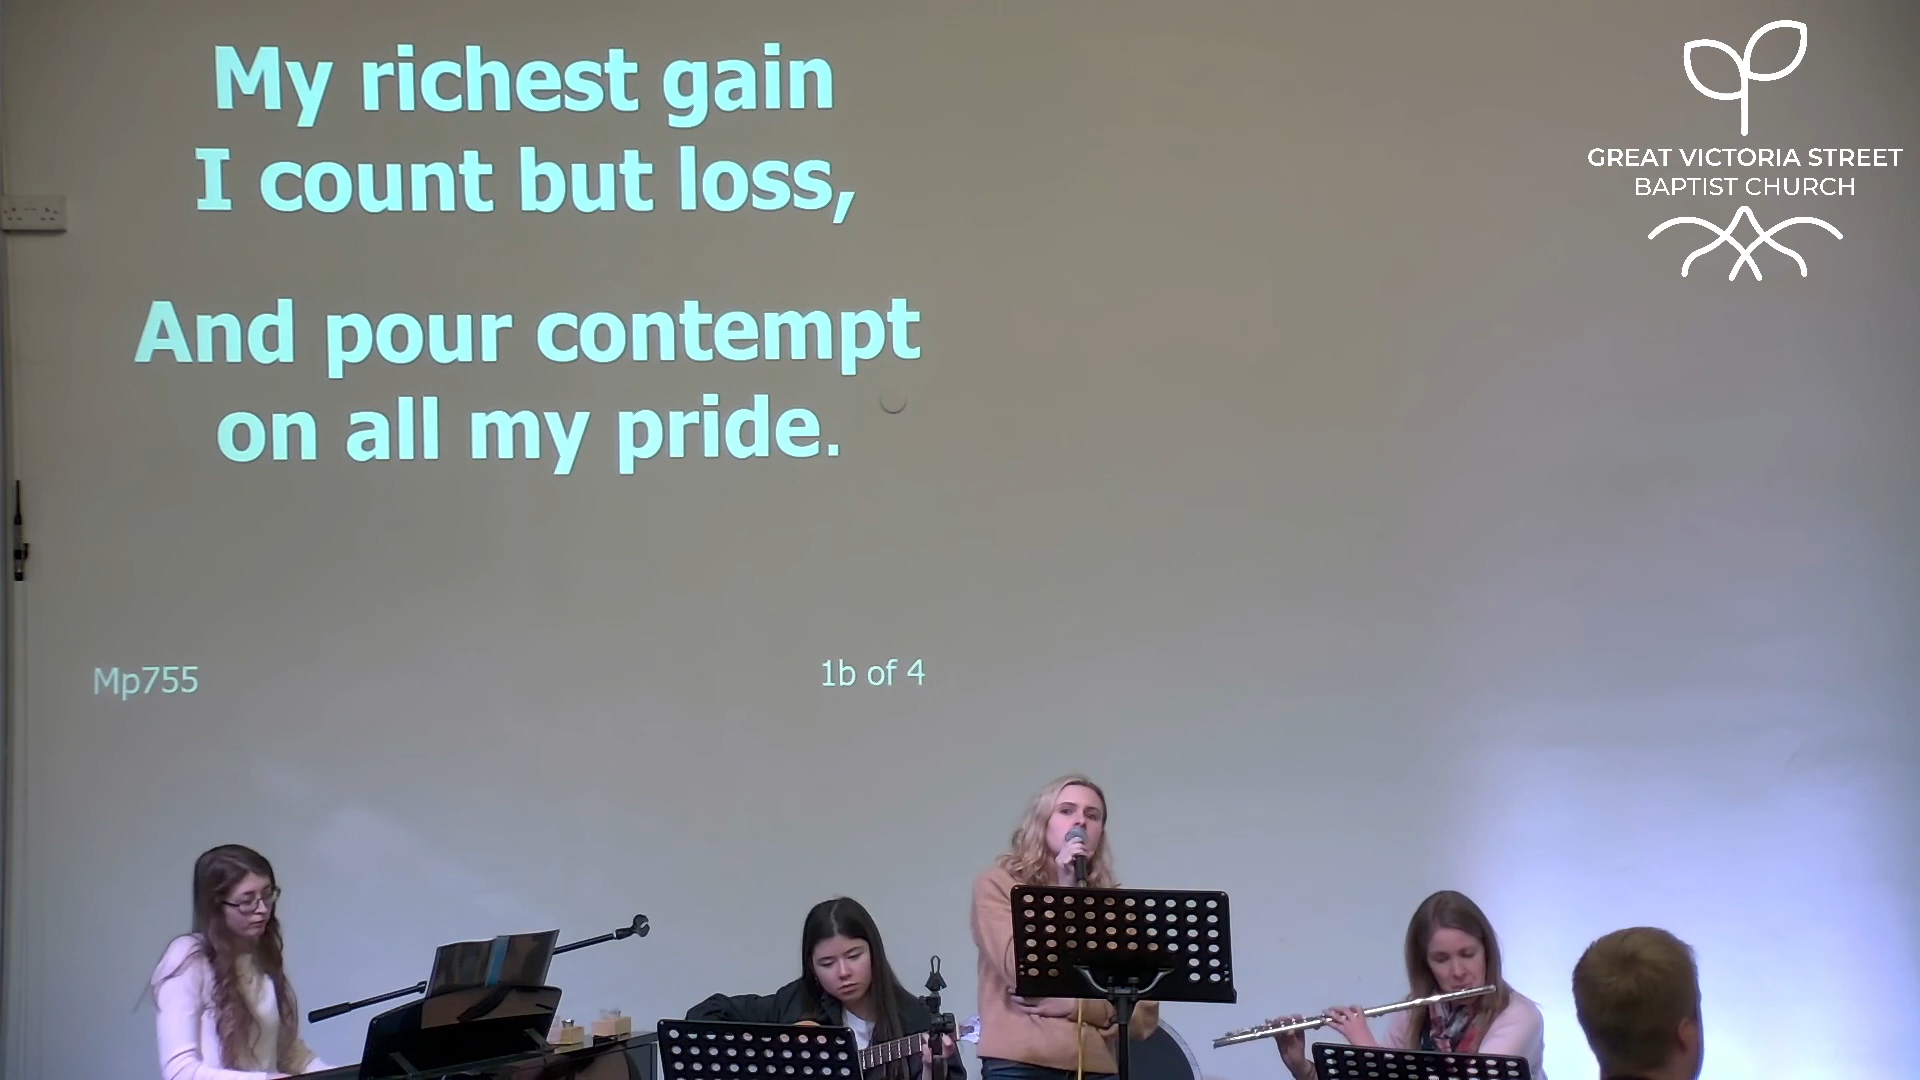 My richest gain
I count but loss,
And pour contempt
on all my pride.
Mp755
1b of 4
GREAT VICTORIA STREET
BAPTIST CHURCH